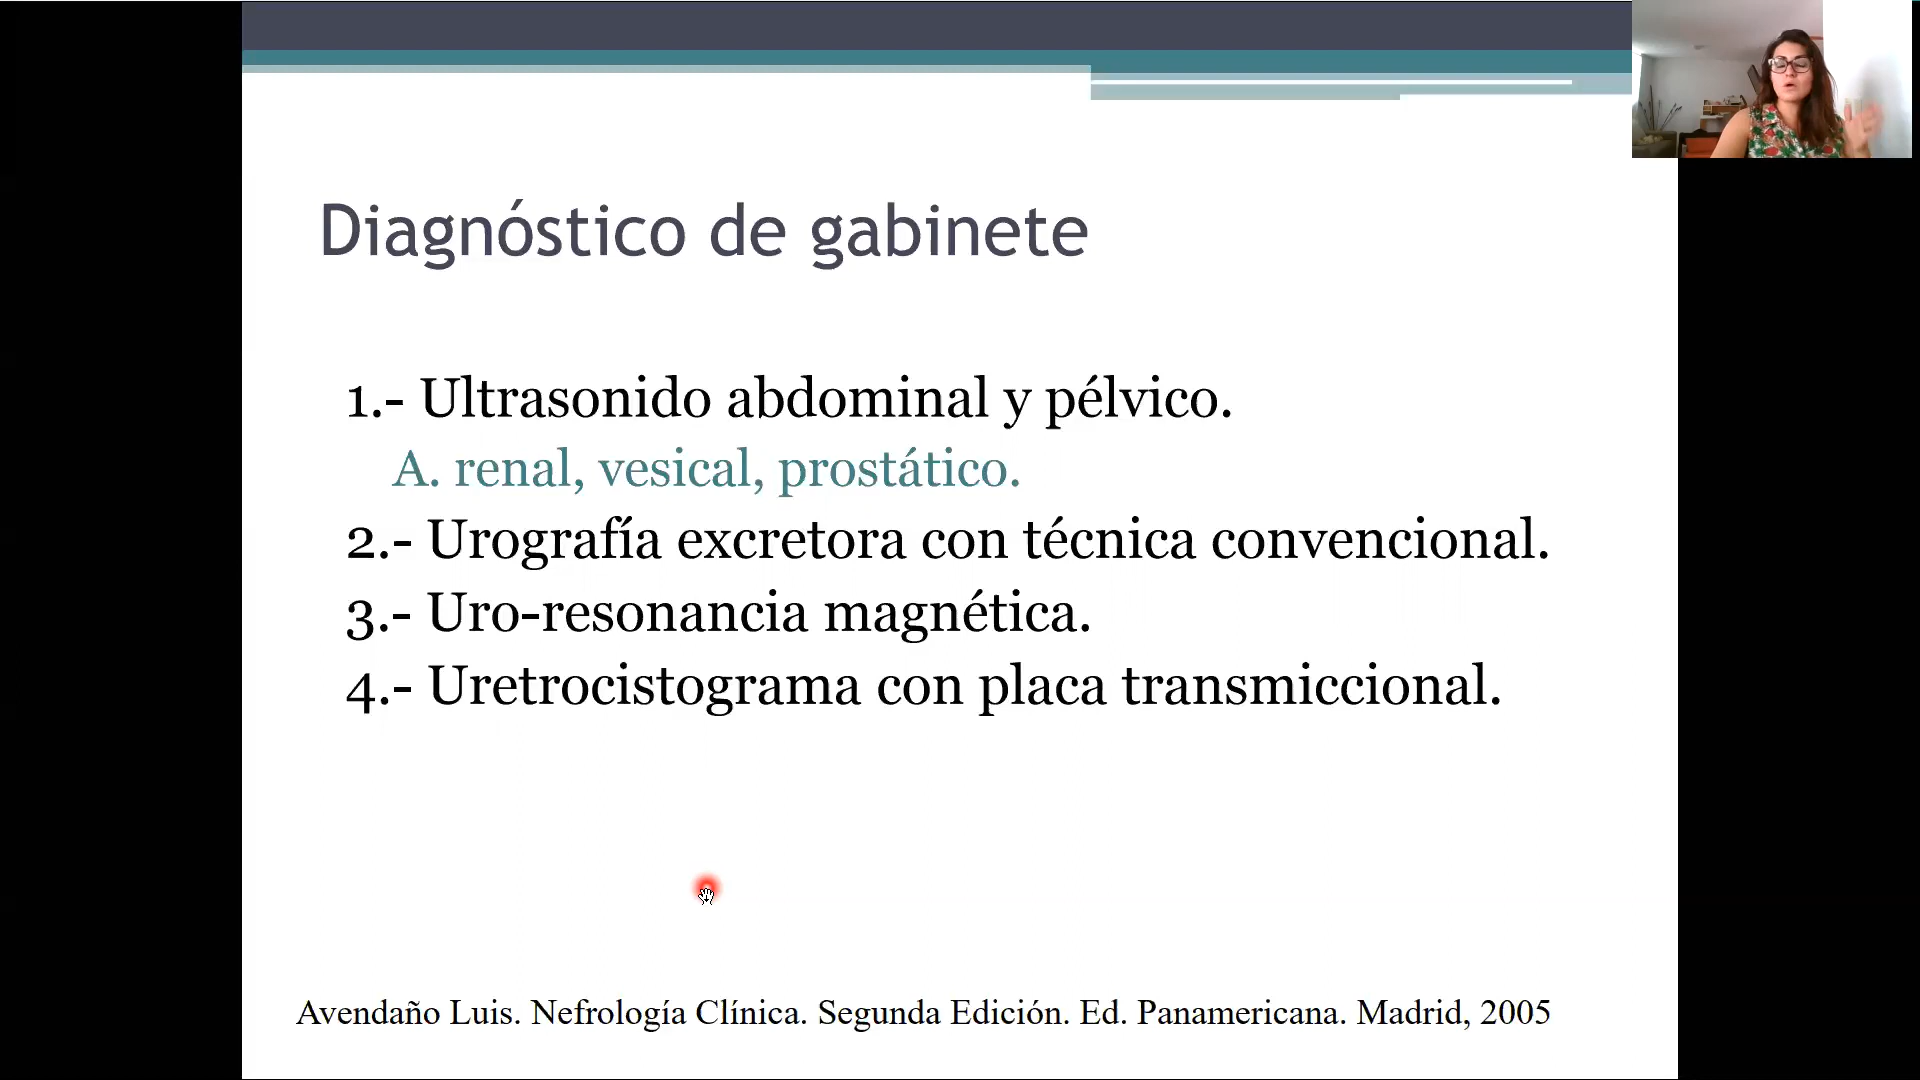 Diagnóstico de gabinete
1.- Ultrasonido abdominal y pélvico.
A. renal, vesical, prostático.
2.- Urografía excretora con técnica convencional.
3.- Uro-resonancia magnética.
4.- Uretrocistograma con placa transmiccional.
Avendaño Luis. Nefrología Clínica. Segunda Edición. Ed. Panamericana. Madrid, 2005